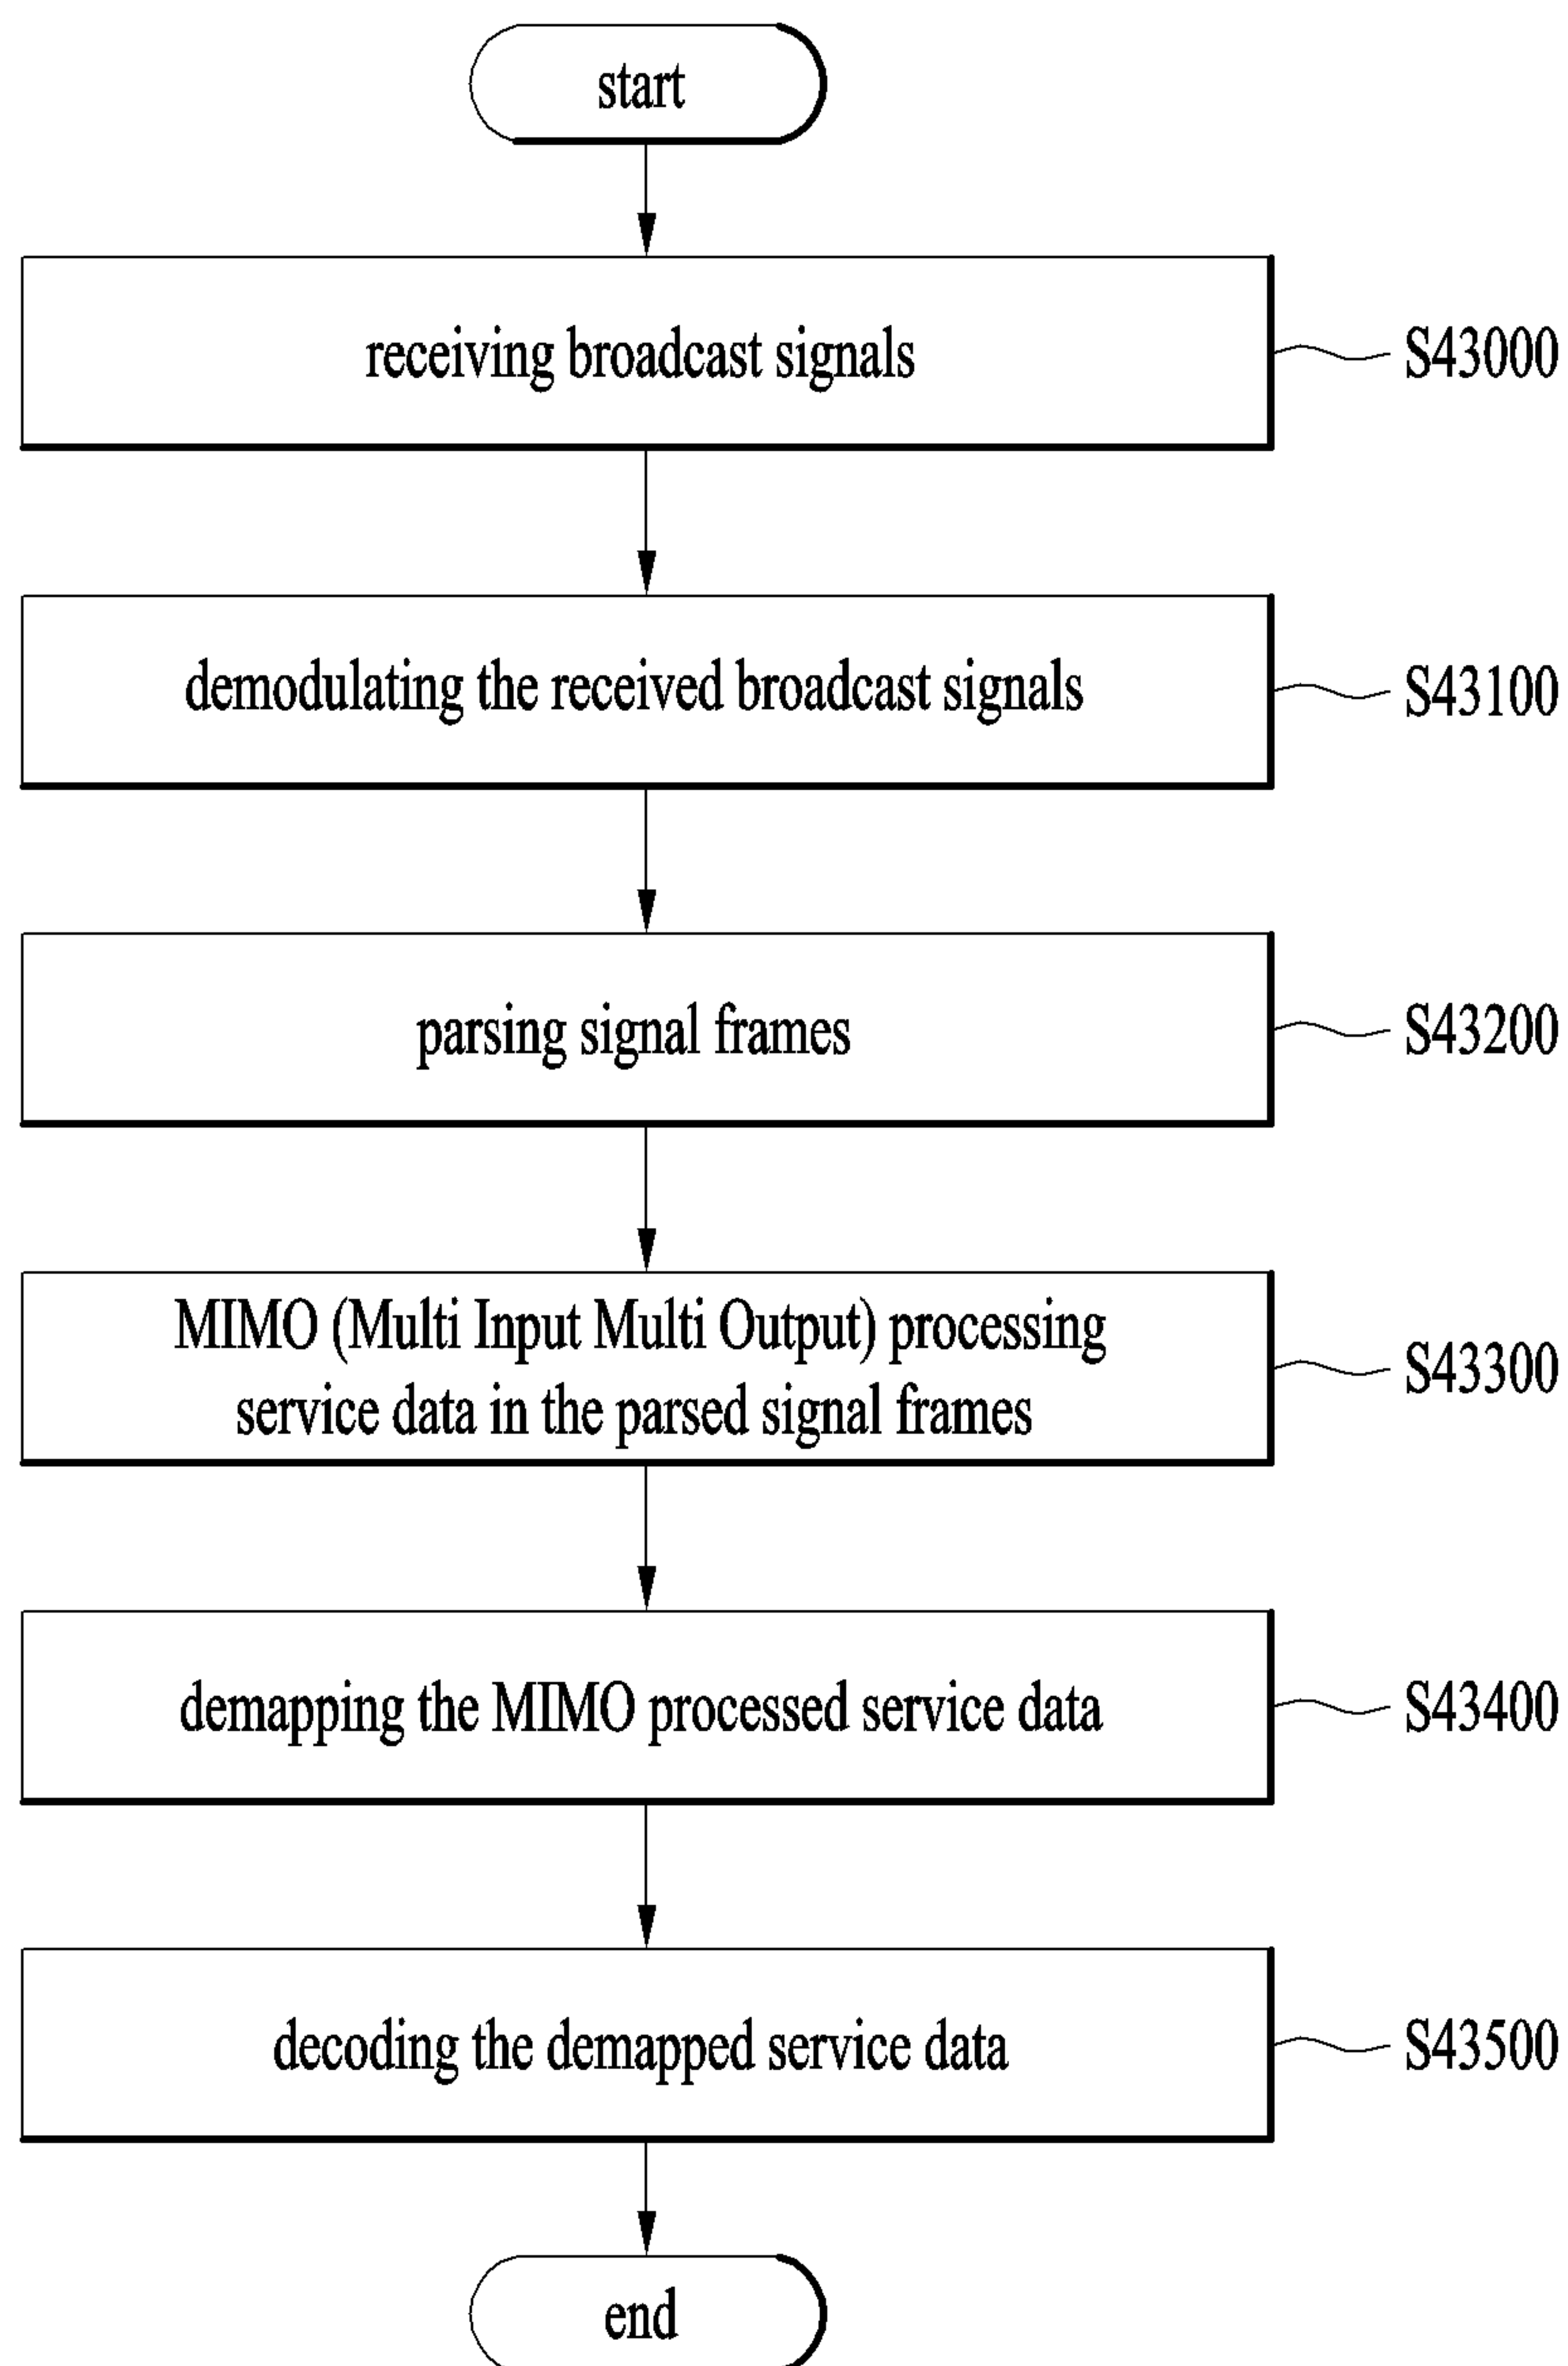 start
receiving broadcast signals
S43000
demodulating the received broadcast signals
S43100
parsing signal frames
S43200
MIMO (Multi Input Multi Output) processing
service data in the parsed signal frames
S43300
demapping the MIMO processed service data
S43400
decoding the demapped service data
S43500
end